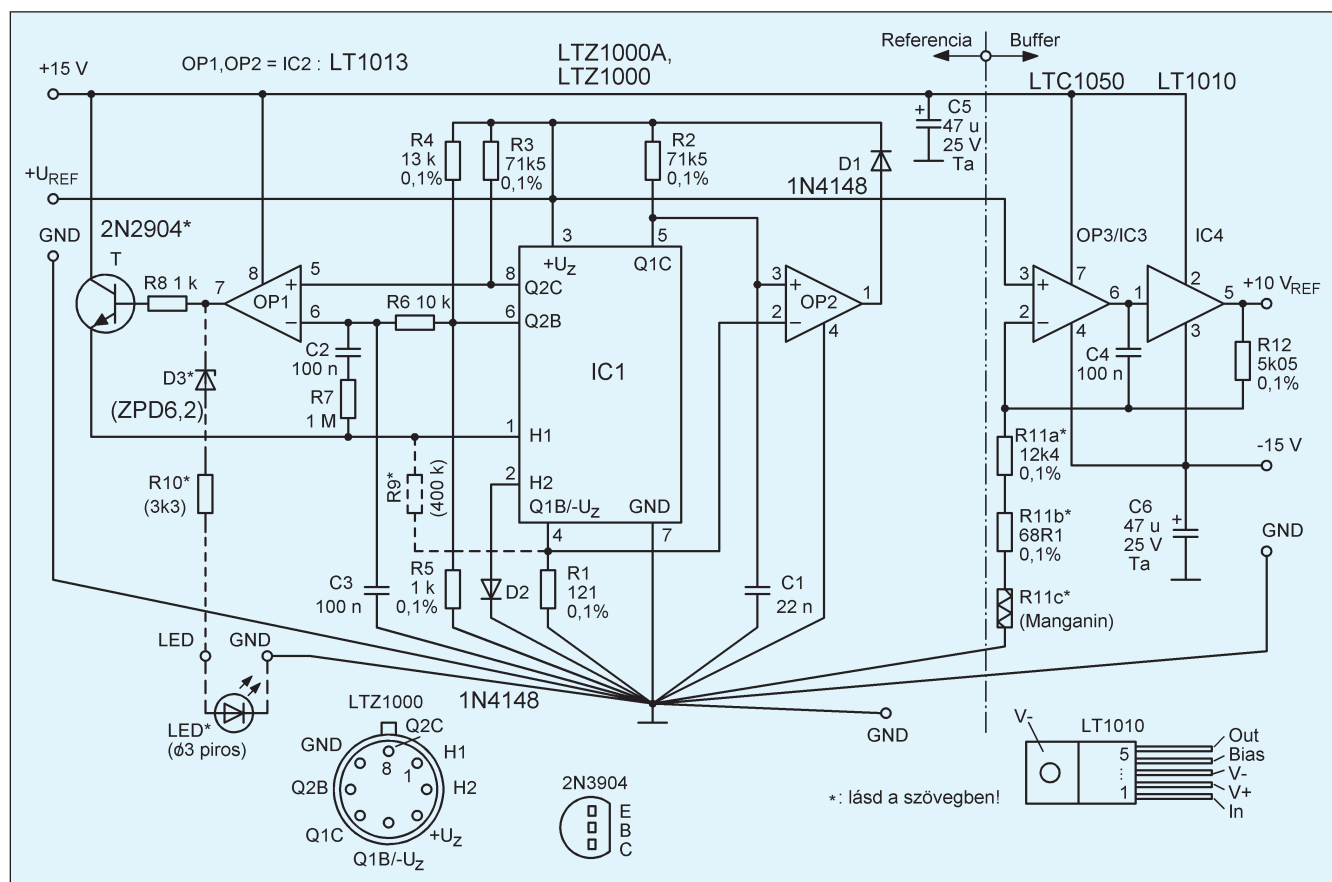 Referencia
Buffer
+15 V
OP1,OP2 = IC2 : LT1013
LTZ1000A,
LTZ1000
LTC1050
LT1010
+
C5
47 u
25 V
Ta
R4
13 k
0,1%
R3
71k5
0,1%
R2
71k5
0,1%
D1
1N4148
+UREF
GND
2N2904*
T
R8 1 k
7
8
OP1
5
+
6
−
R6 10 k
3
+Uz
5
Q1C
8
Q2C
6
Q2B
IC1
3
+
2
−
OP2
1
4
OP3/IC3
IC4
3
+
2
−
7
6
4
1
2
5
3
+10 VREF
C4
100 n
R12
5k05
0,1%
C2
100 n
R7
1 M
D3*
(ZPD6,2)
R10*
(3k3)
1
H1
2
H2
R9*
(400 k)
Q1B/-Uz
GND
4
7
R11a*
12k4
0,1%
-15 V
R11b*
68R1
0,1%
C6
47 u
25 V
Ta
+
GND
C3
100 n
R5
1 k
0,1%
D2
R1
121
0,1%
C1
22 n
R11c*
(Manganin)
LED
GND
LED*
(ø3 piros)
1N4148
GND
LTZ1000
Q2C
GND
H1
8
1
Q2B
H2
Q1C
+Uz
Q1B/-Uz
2N3904
E
B
C
*: lásd a szövegben!
V-
LT1010
5
⋮
1
Out
Bias
V-
V+
In